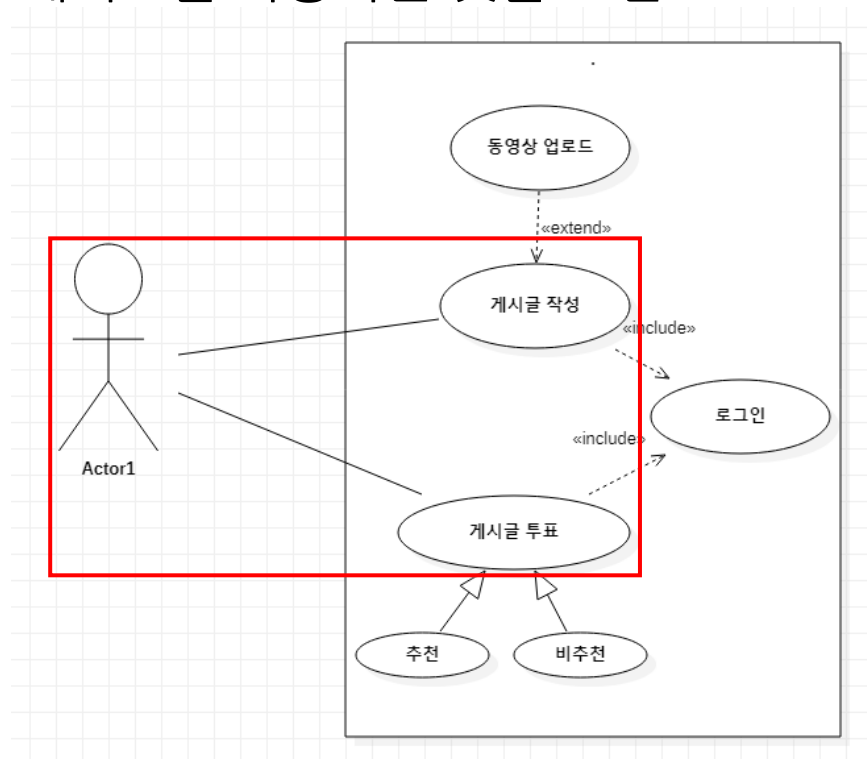 동영상 업로드
«extend»
게시글 작성
«include»
로그인
«include»
Actor1
게시글 투표
추천
비추천